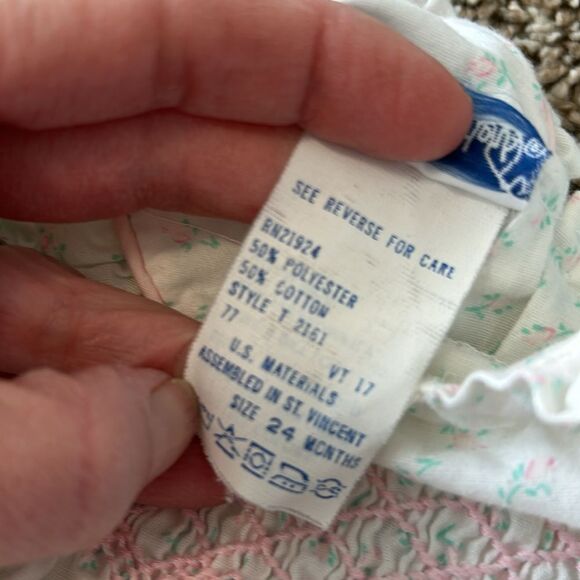 SEE REVERSE FOR CARE
RN21924
50% POLYESTER
50% COTTON
STYLE T 2161
77 VT 17
U.S. MATERIALS
ASSEMBLED IN ST. VINCENT
SIZE 24 MONTHS